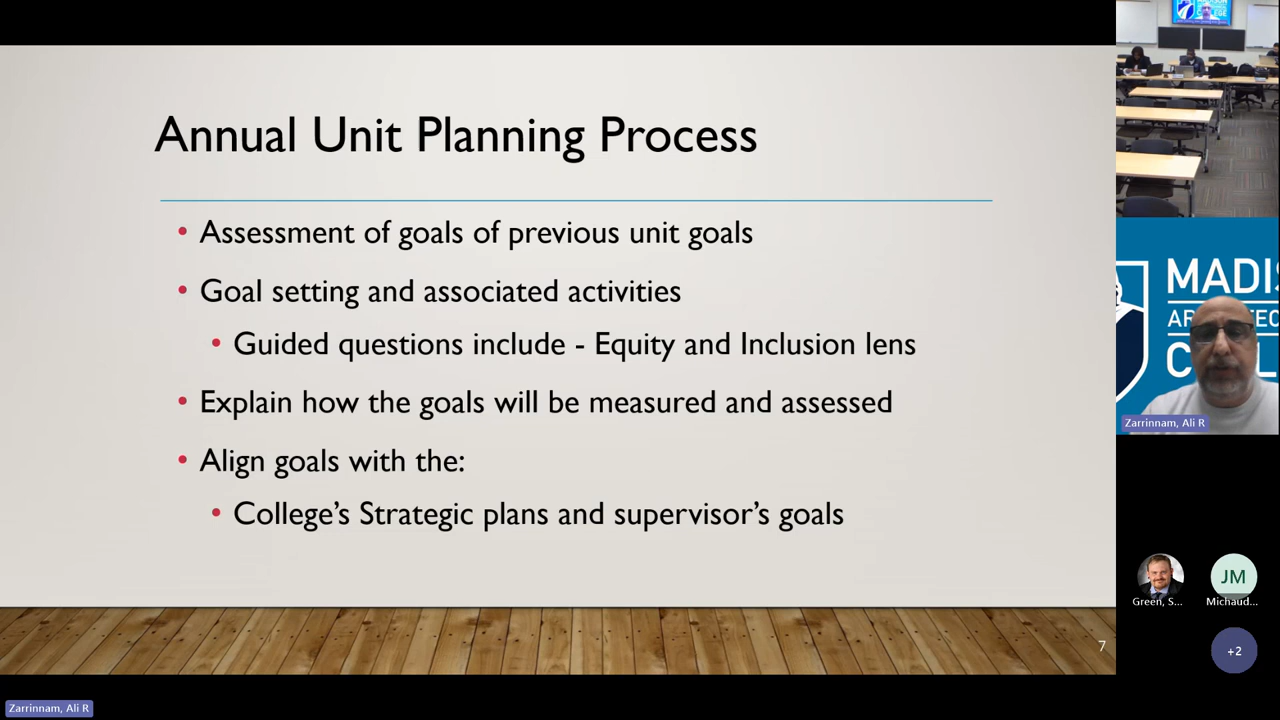 Annual Unit Planning Process
• Assessment of goals of previous unit goals
• Goal setting and associated activities
• Guided questions include - Equity and Inclusion lens
• Explain how the goals will be measured and assessed
• Align goals with the:
• College's Strategic plans and supervisor's goals
7
Zarrinnam, Ali R
COLLEGE
MADIS
Zarrinnam, Ali R
Green, S...
JM
Michaud...
+2